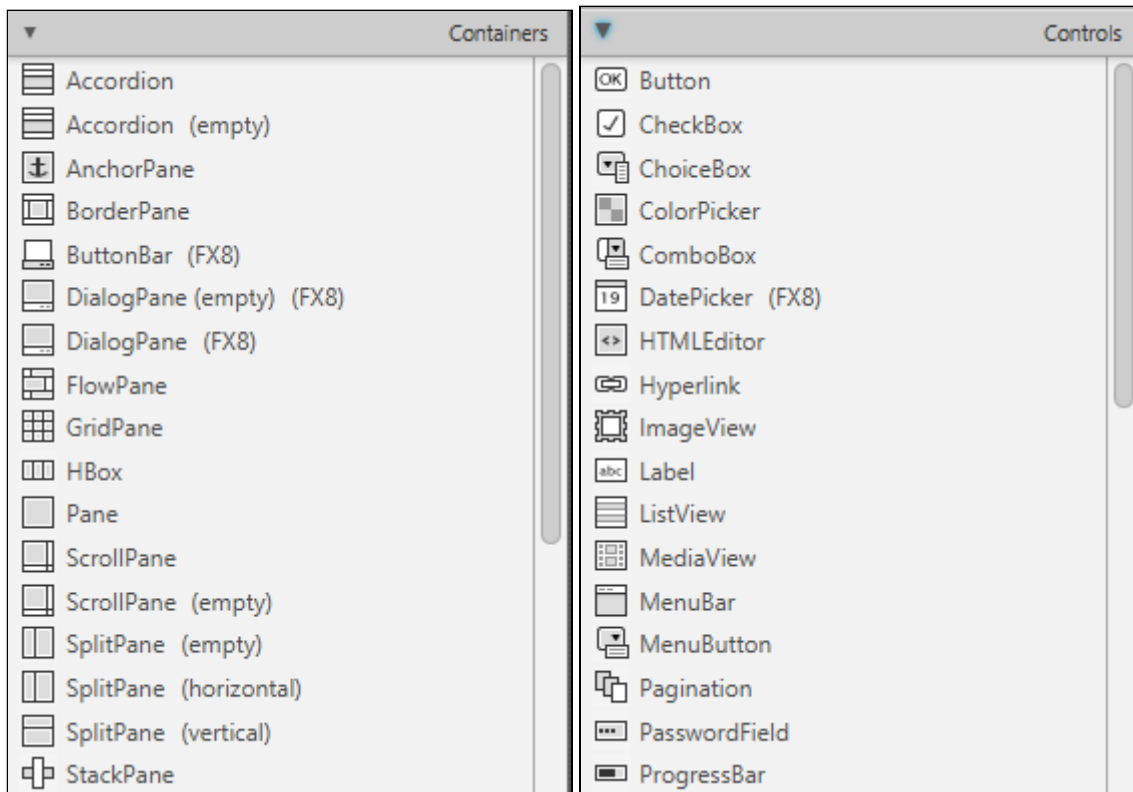 Containers
Accordion
Accordion (empty)
AnchorPane
BorderPane
ButtonBar (FX8)
DialogPane (empty) (FX8)
DialogPane (FX8)
FlowPane
GridPane
HBox
Pane
ScrollPane
ScrollPane (empty)
SplitPane (empty)
SplitPane (horizontal)
SplitPane (vertical)
StackPane
Controls
OK Button
CheckBox
ChoiceBox
ColorPicker
ComboBox
19 DatePicker (FX8)
<> HTMLEditor
Hyperlink
ImageView
abc Label
ListView
MediaView
MenuBar
MenuButton
Pagination
PasswordField
ProgressBar